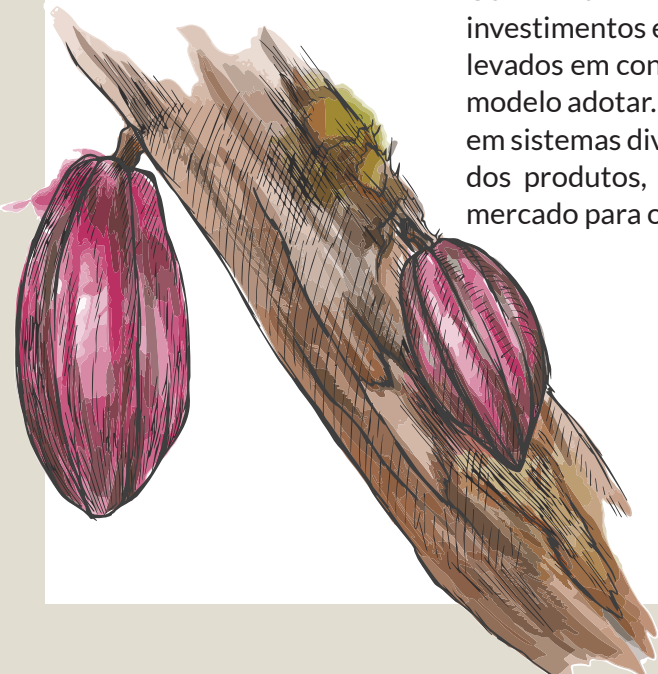 investimentos e
levados em con
modelo adotar.
em sistemas div
dos produtos,
mercado para o